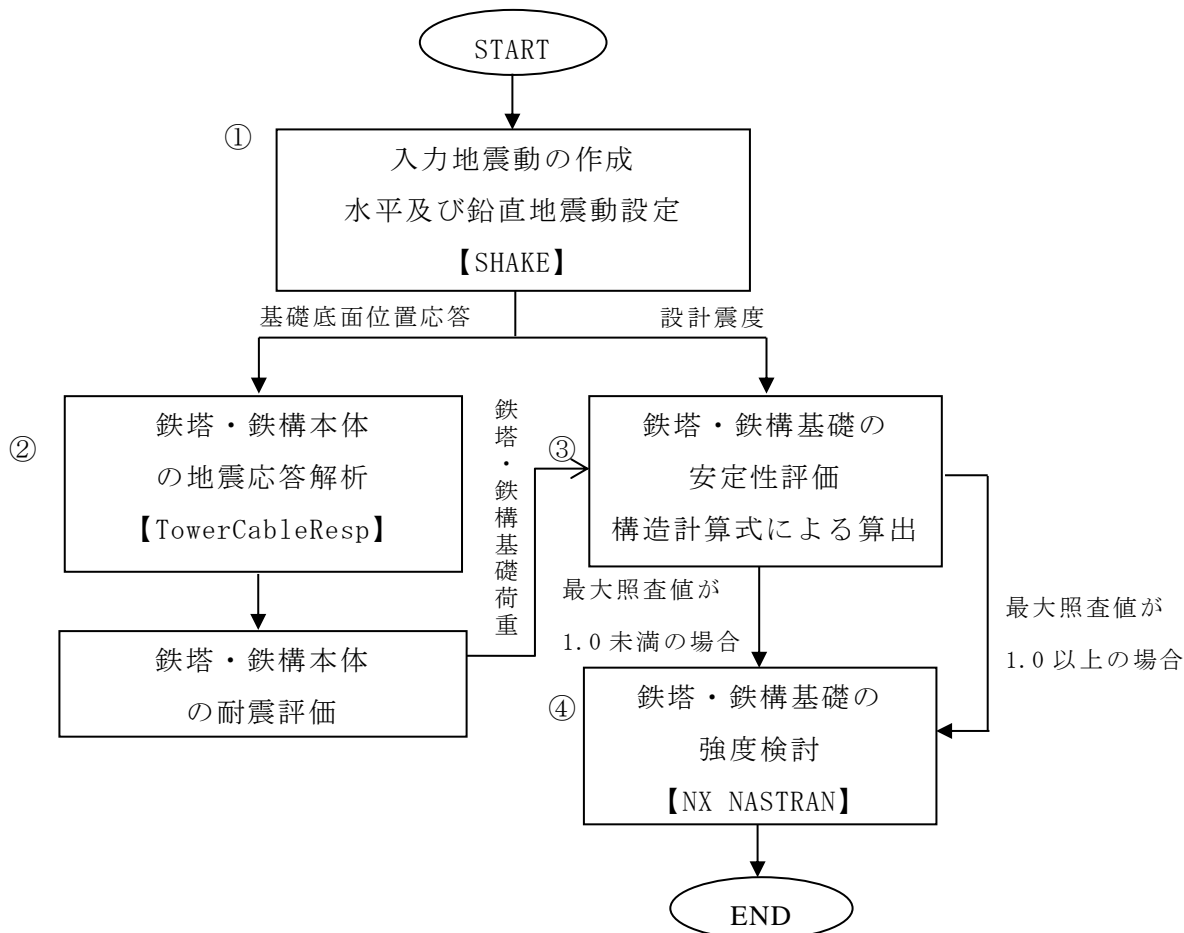 START
①
入力地震動の作成
水平及び鉛直地震動設定
【SHAKE】
基礎底面位置応答
設計震度
②
鉄塔・鉄構本体
の地震応答解析
【TowerCableResp】
鉄塔・鉄構本体
の耐震評価
鉄塔・鉄構基礎荷重
③
鉄塔・鉄構基礎の
安定性評価
構造計算式による算出
最大照査値が
1.0 未満の場合
最大照査値が
1.0 以上の場合
④
鉄塔・鉄構基礎の
強度検討
【NX NASTRAN】
END